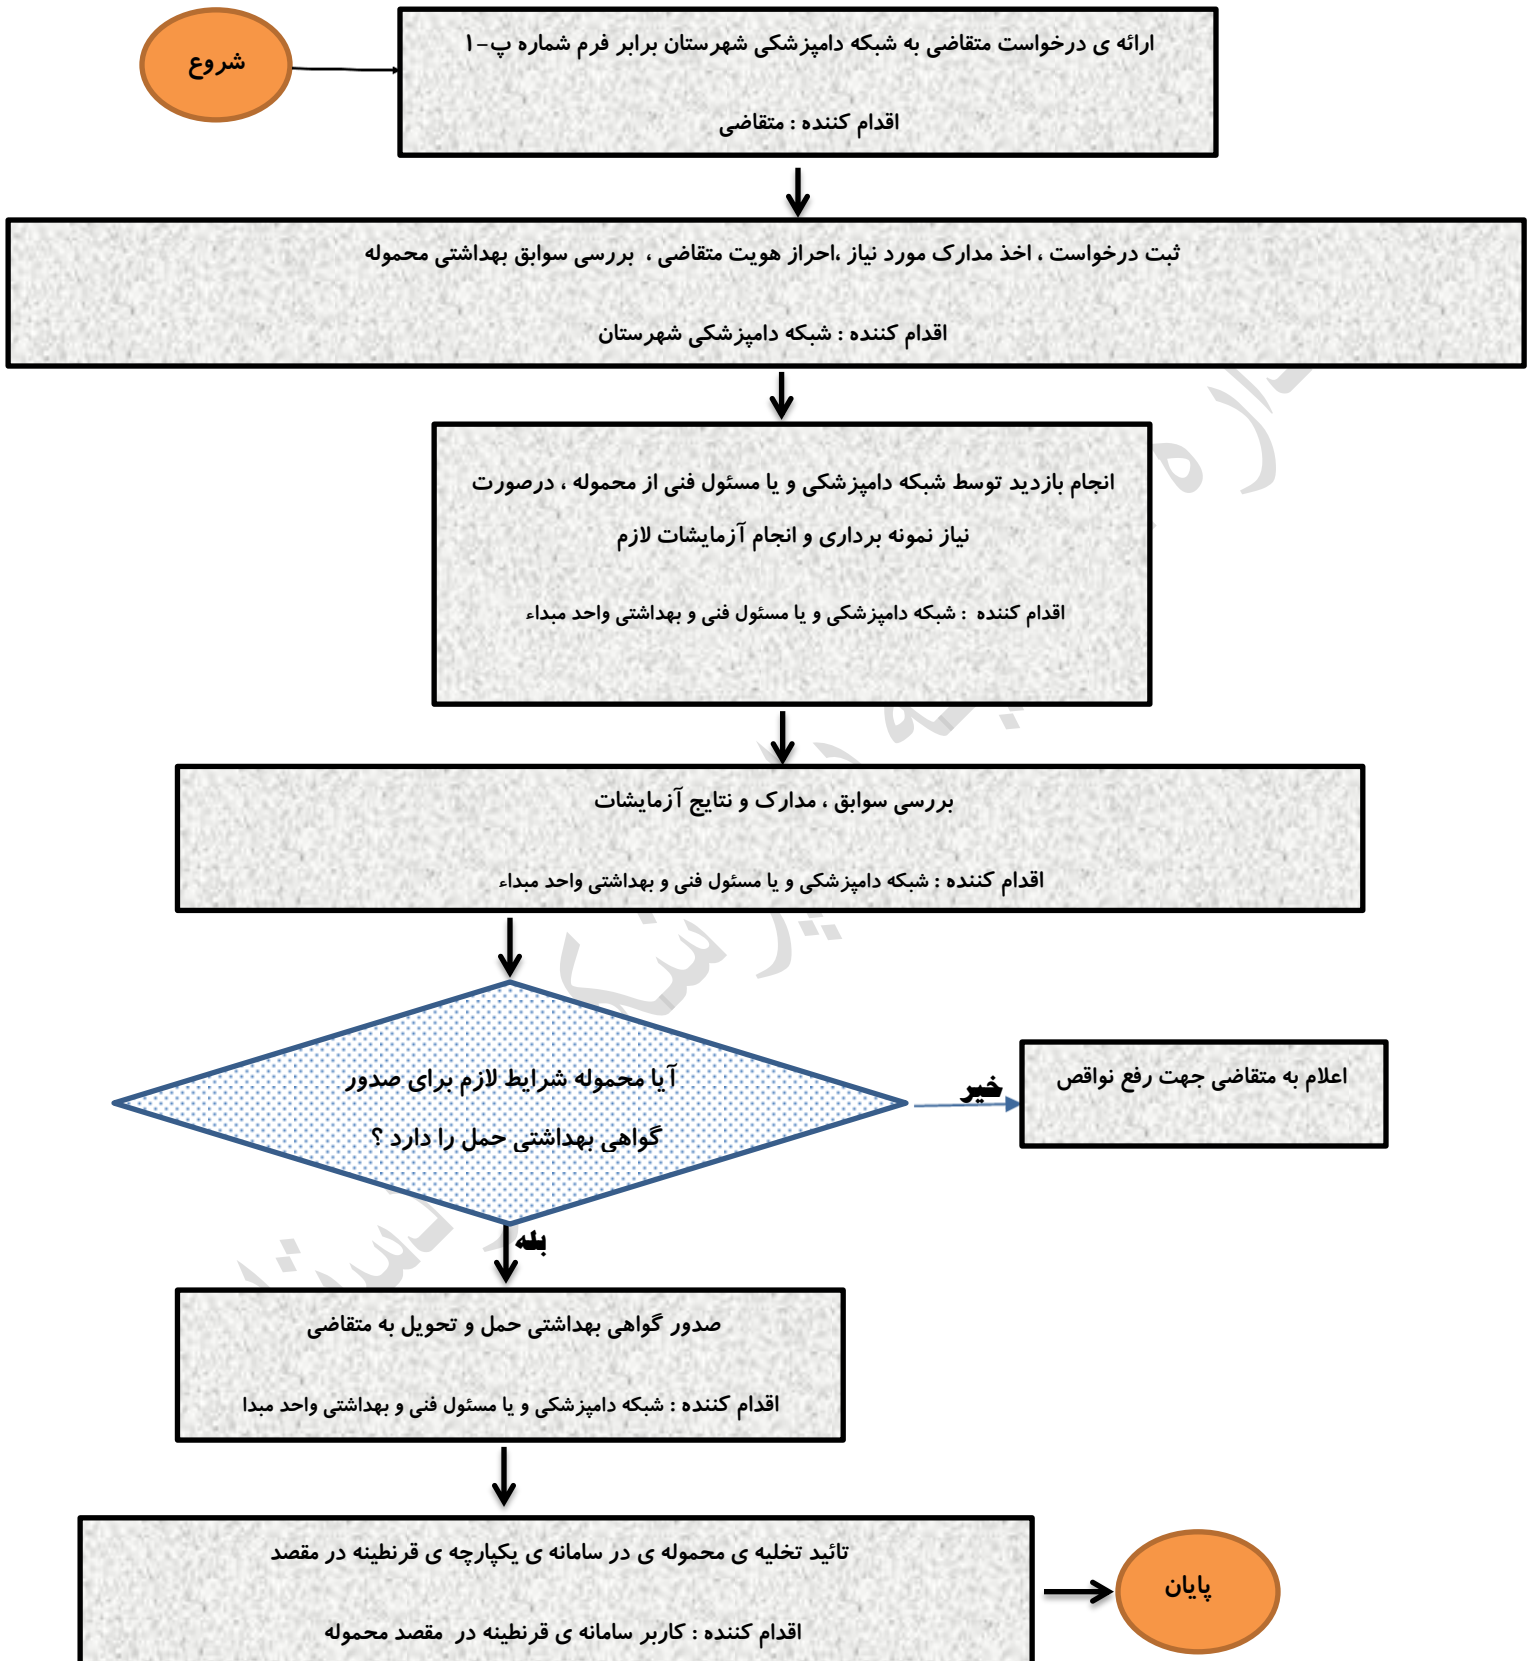 شروع
ارائه ی درخواست متقاضی به شبکه دامپزشکی شهرستان برابر فرم شماره پ-۱
اقدام کننده : متقاضی
ثبت درخواست ، اخذ مدارک مورد نیاز ،احراز هویت متقاضی ، بررسی سوابق بهداشتی محموله
اقدام کننده : شبکه دامپزشکی شهرستان
انجام بازدید توسط شبکه دامپزشکی و یا مسئول فنی از محموله ، درصورت
نیاز نمونه برداری و انجام آزمایشات لازم
اقدام کننده : شبکه دامپزشکی و یا مسئول فنی و بهداشتی واحد مبداء
بررسی سوابق ، مدارک و نتایج آزمایشات
اقدام کننده : شبکه دامپزشکی و یا مسئول فنی و بهداشتی واحد مبداء
آیا محموله شرایط لازم برای صدور
گواهی بهداشتی حمل را دارد ؟
خیر
اعلام به متقاضی جهت رفع نواقص
بله
صدور گواهی بهداشتی حمل و تحویل به متقاضی
اقدام کننده : شبکه دامپزشکی و یا مسئول فنی و بهداشتی واحد مبدا
تائید تخلیه ی محموله ی در سامانه ی یکپارچه ی قرنطینه در مقصد
اقدام کننده : کاربر سامانه ی قرنطینه در مقصد محموله
پایان